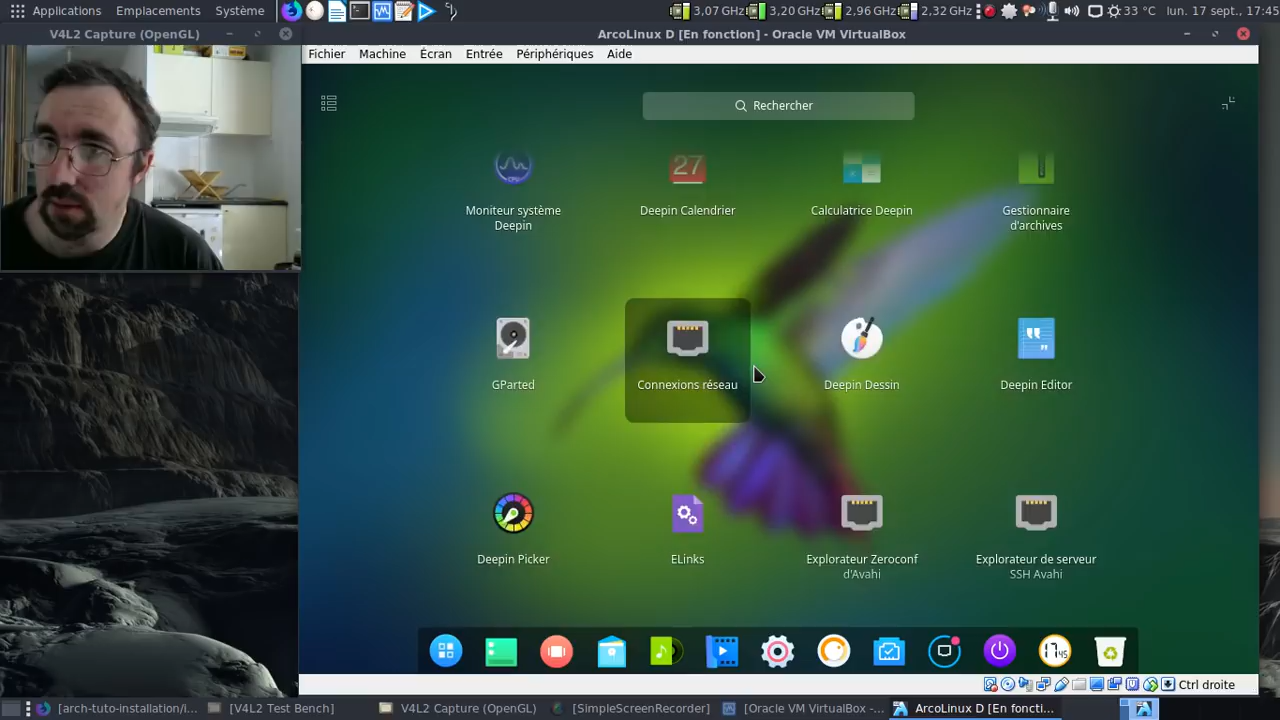 Applications Emplacements Système 3,07 GHz 3,20 GHz 2,96 GHz 2,32 GHz 33 °C lun. 17 sept., 17:45
V4L2 Capture (OpenGL)
ArcoLinux D [En fonction] - Oracle VM VirtualBox
Fichier Machine Écran Entrée Périphériques Aide
Rechercher
27
Moniteur système
Deepin
Deepin Calendrier
Calculatrice Deepin
Gestionnaire
d'archives
GParted
Connexions réseau
Deepin Dessin
Deepin Editor
Deepin Picker
ELinks
Explorateur Zeroconf
d'Avahi
Explorateur de serveur
SSH Avahi
17 45
Ctrl droite
[arch-tuto-installation/i... [V4L2 Test Bench] V4L2 Capture (OpenGL) [SimpleScreenRecorder] [Oracle VM VirtualBox -... ArcoLinux D [En foncti...